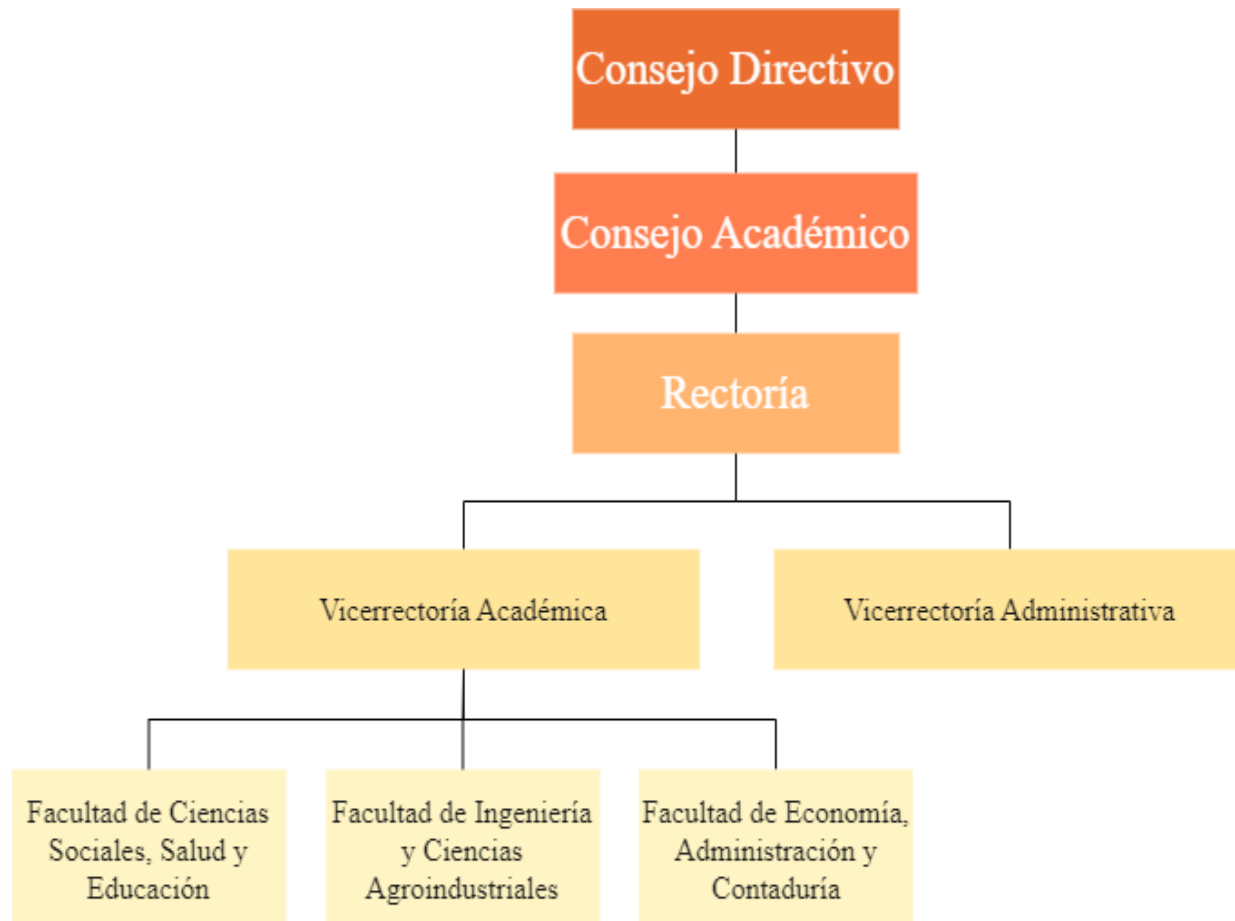 Consejo Directivo
Consejo Académico
Rectoría
Vicerrectoría Académica
Vicerrectoría Administrativa
Facultad de Ciencias
Sociales, Salud y
Educación
Facultad de Ingeniería
y Ciencias
Agroindustriales
Facultad de Economía,
Administración y
Contaduría